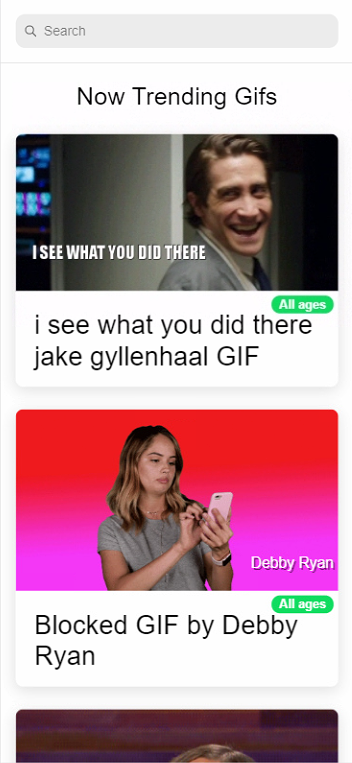 Search
Now Trending Gifs
I SEE WHAT YOU DID THERE
All ages
i see what you did there
jake gyllenhaal GIF
Debby Ryan
All ages
Blocked GIF by Debby
Ryan